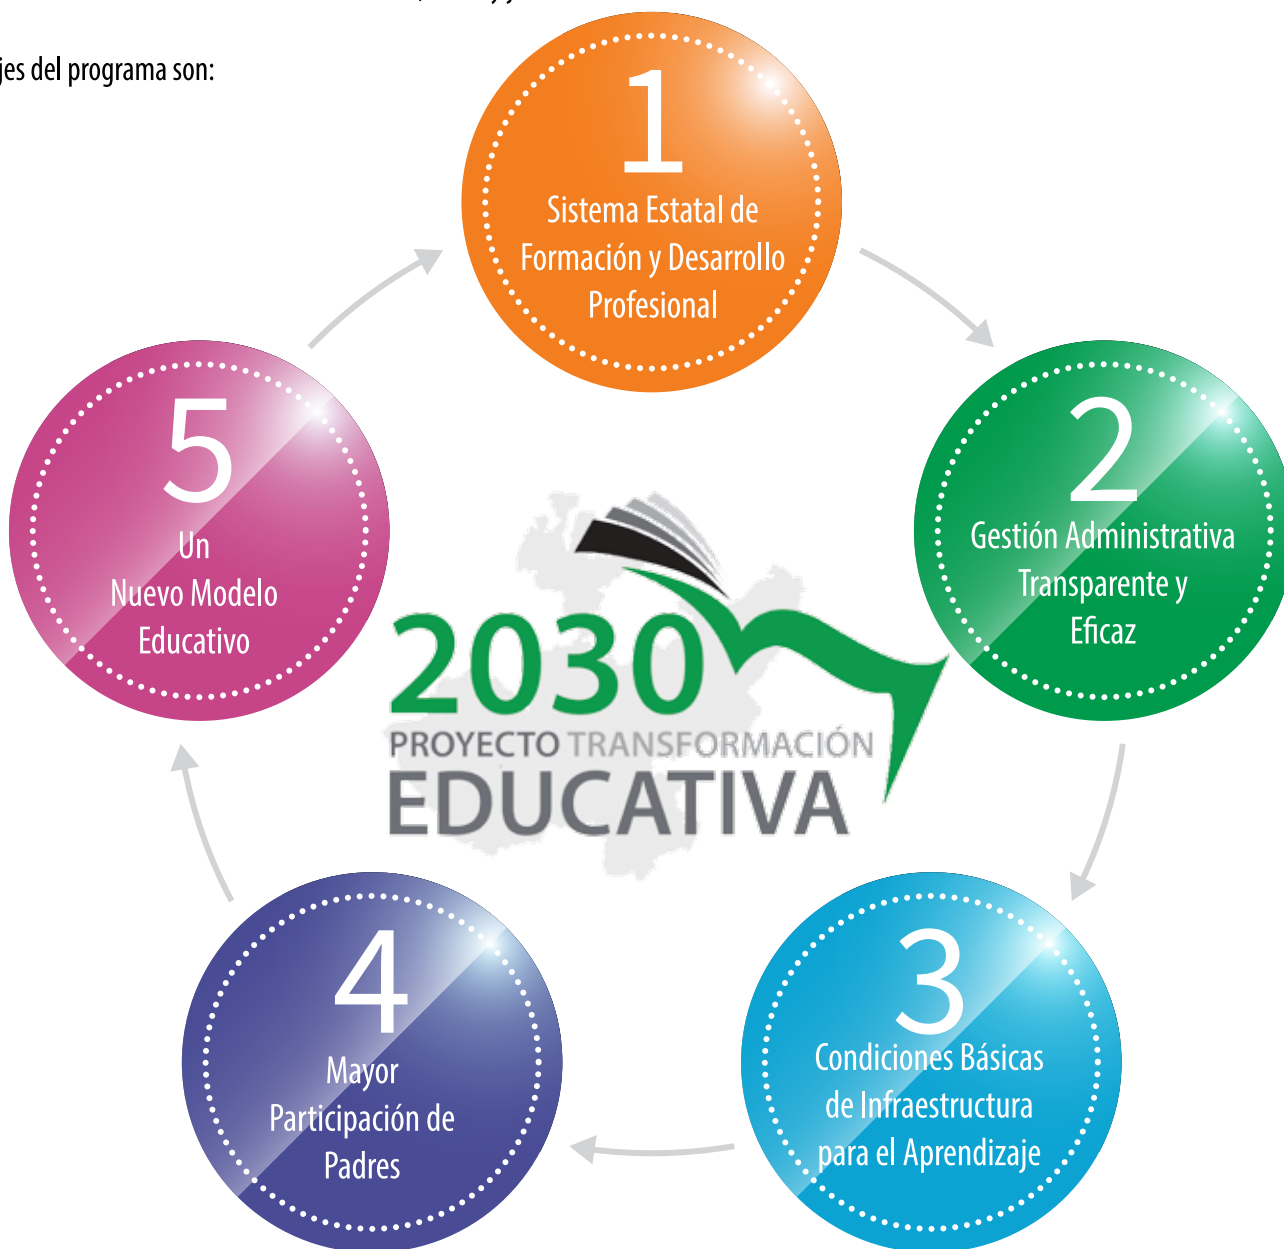 jes del programa son:
1
Sistema Estatal de
Formación y Desarrollo
Profesional
2
Gestión Administrativa
Transparente y
Eficaz
3
Condiciones Básicas
de Infraestructura
para el Aprendizaje
4
Mayor
Participación de
Padres
5
Un
Nuevo Modelo
Educativo
2030
PROYECTO TRANSFORMACIÓN
EDUCATIVA